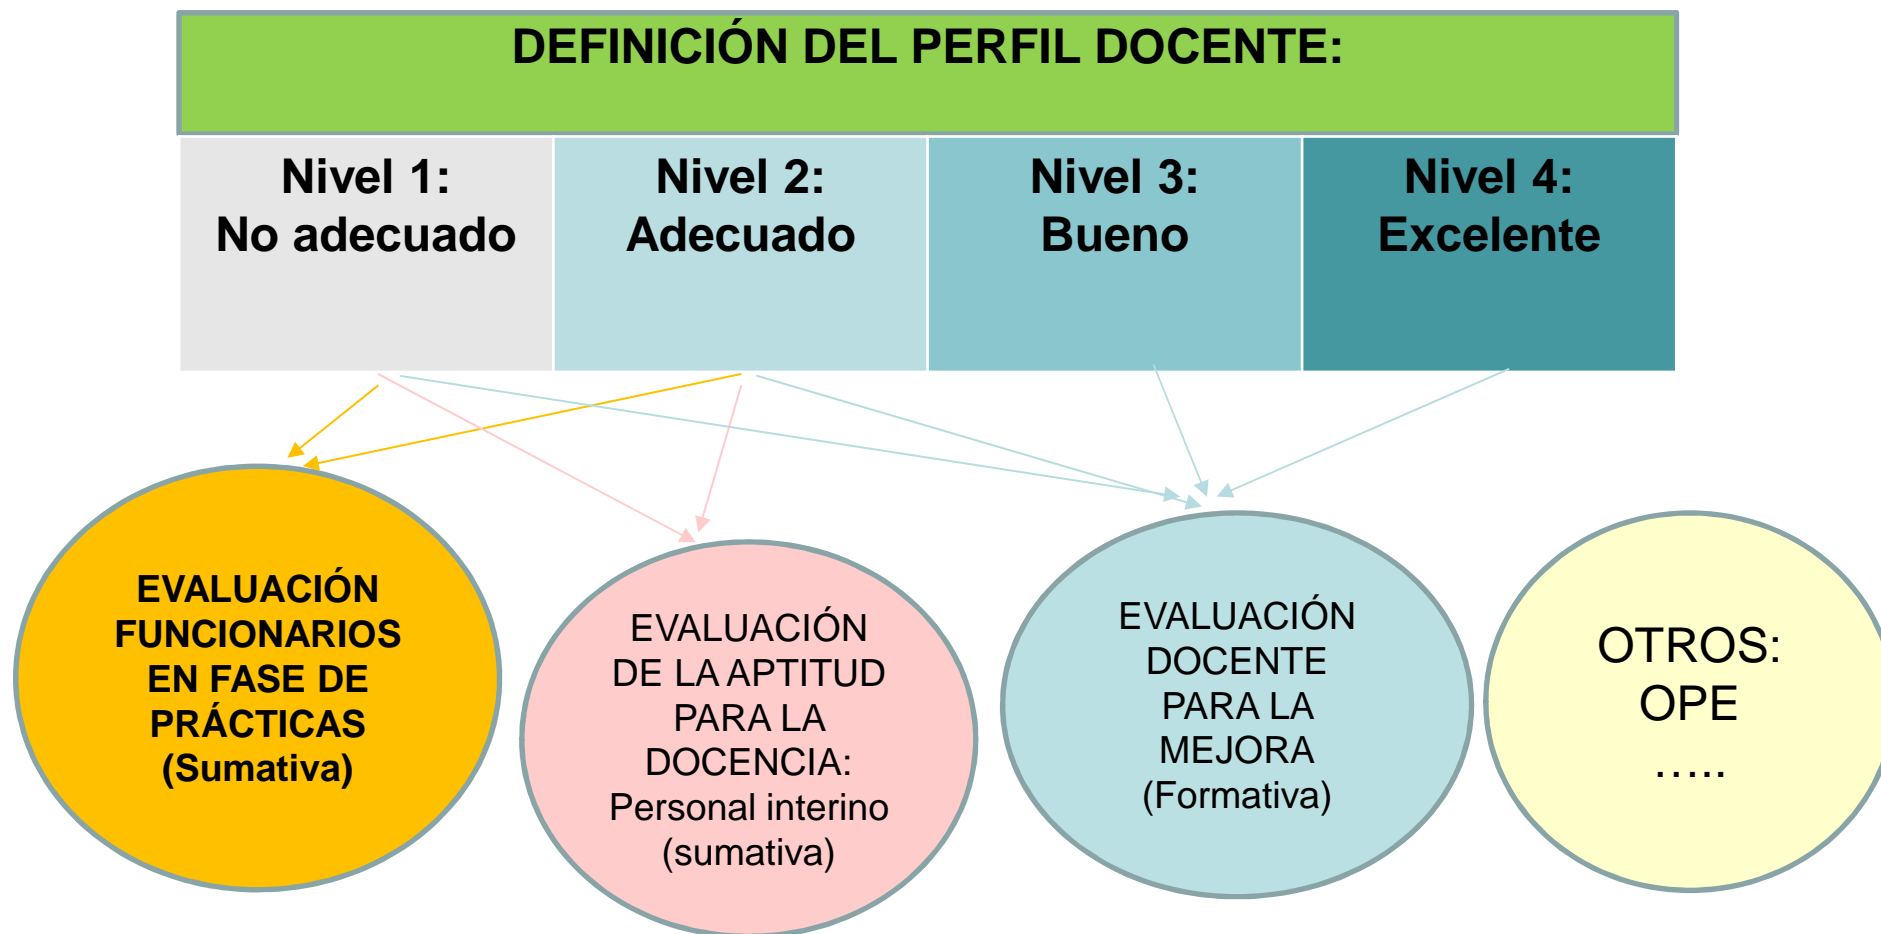 DEFINICIÓN DEL PERFIL DOCENTE:
Nivel 1:
No adecuado
Nivel 2:
Adecuado
Nivel 3:
Bueno
Nivel 4:
Excelente
EVALUACIÓN
FUNCIONARIOS
EN FASE DE
PRÁCTICAS
(Sumativa)
EVALUACIÓN
DE LA APTITUD
PARA LA
DOCENCIA:
Personal interino
(sumativa)
EVALUACIÓN
DOCENTE
PARA LA
MEJORA
(Formativa)
OTROS:
OPE
…..